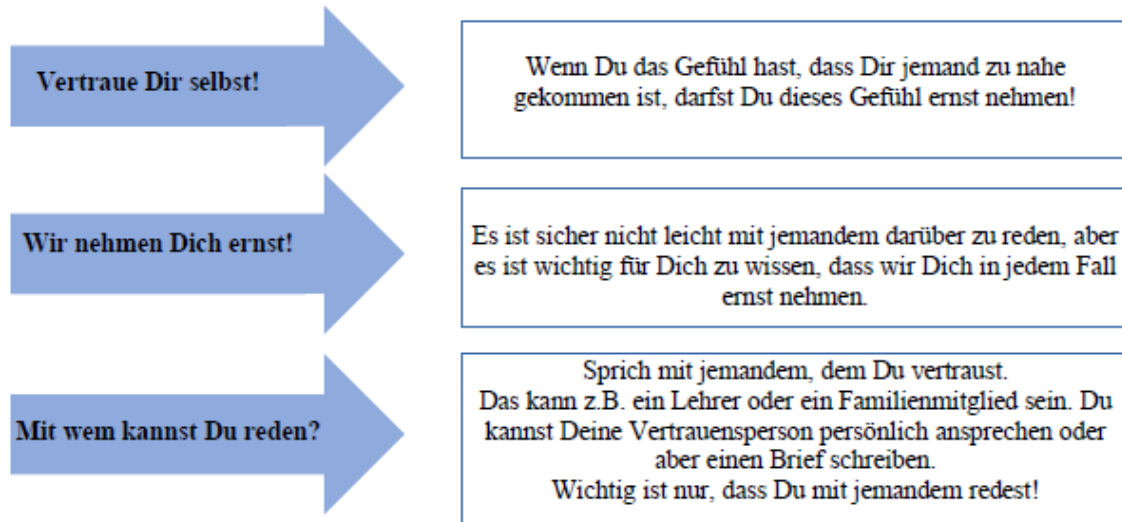 Vertraue Dir selbst!
Wenn Du das Gefühl hast, dass Dir jemand zu nahe
gekommen ist, darfst Du dieses Gefühl ernst nehmen!
Wir nehmen Dich ernst!
Es ist sicher nicht leicht mit jemandem darüber zu reden, aber
es ist wichtig für Dich zu wissen, dass wir Dich in jedem Fall
ernst nehmen.
Mit wem kannst Du reden?
Sprich mit jemandem, dem Du vertraust.
Das kann z.B. ein Lehrer oder ein Familienmitglied sein. Du
kannst Deine Vertrauensperson persönlich ansprechen oder
aber einen Brief schreiben.
Wichtig ist nur, dass Du mit jemandem redest!